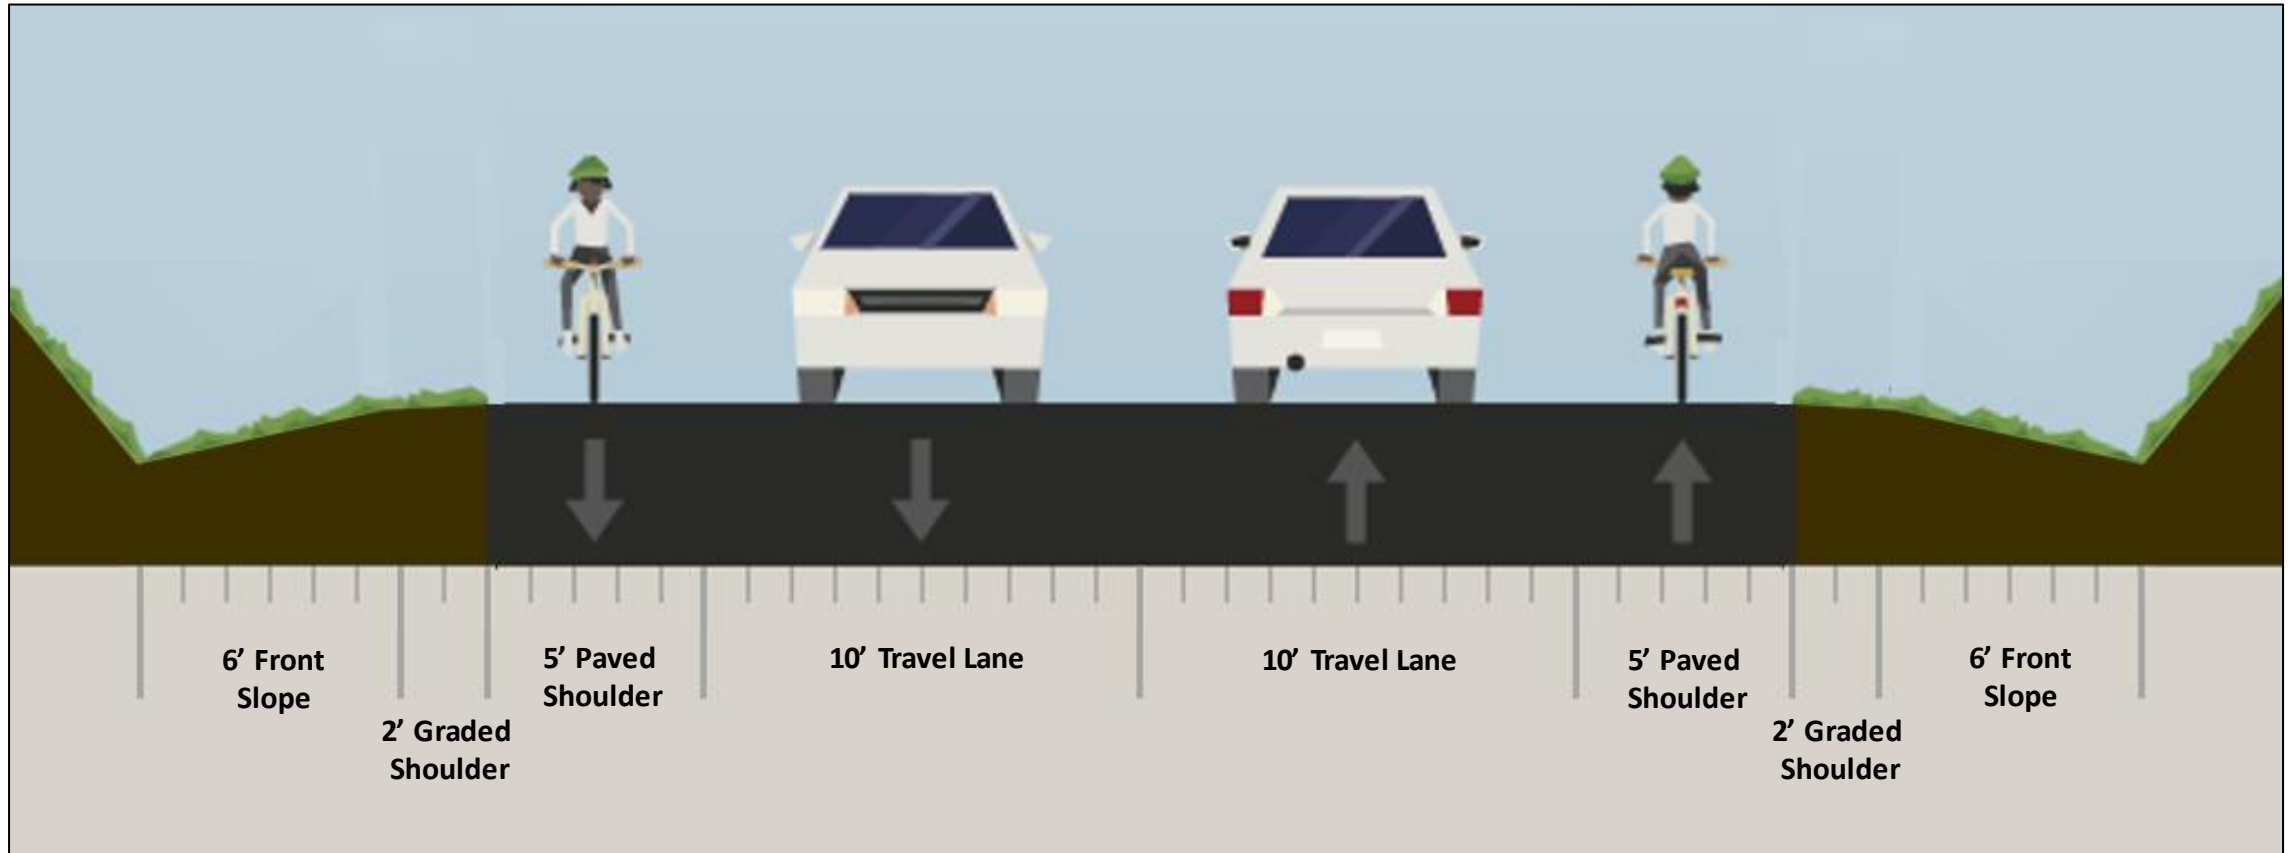 6’ Front
Slope
2’ Graded
Shoulder
5’ Paved
Shoulder
10’ Travel Lane
10’ Travel Lane
5’ Paved
Shoulder
2’ Graded
Shoulder
6’ Front
Slope